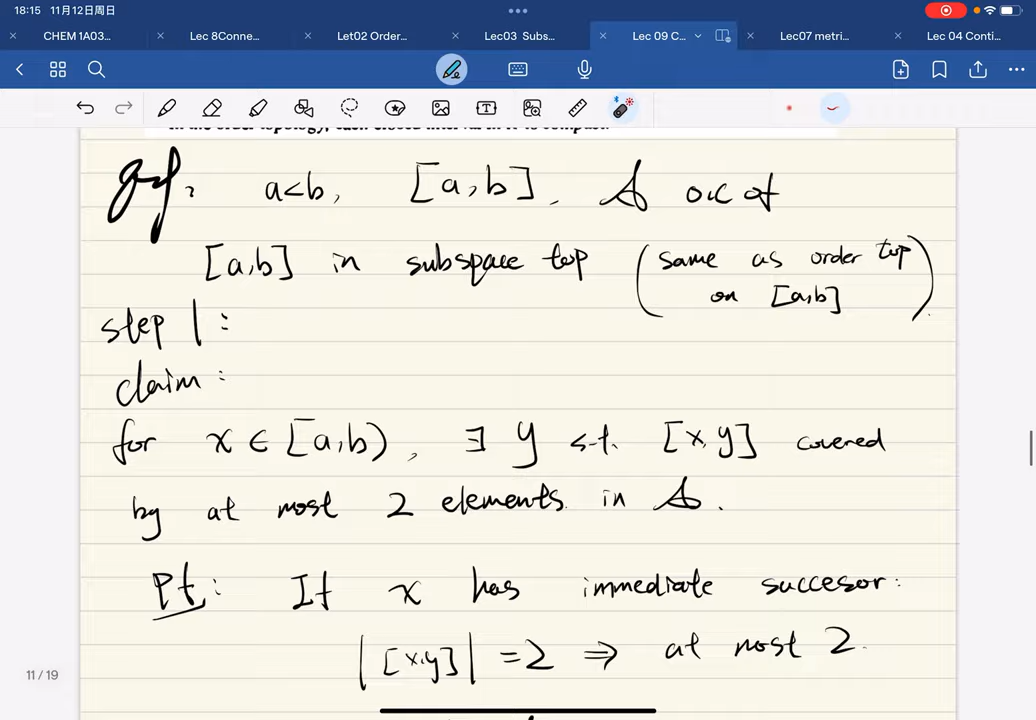 18:15 11月12日周日
CHEM 1A03... Lec 8Conne... Let02 Order... Lec03 Subs... Lec 09 C... Lec07 metri... Lec 04 Conti...
a<b, [a,b]. A o.c of
[a,b] in subspace top (same as order top
on [a,b])
step 1:
claim:
for x ∈ [a,b), ∃ y s.t. [x,y] covered
by at most 2 elements in A.
Pf: If x has immediate succesor:
|[x,y]| = 2 ⇒ at most 2.
11 / 19